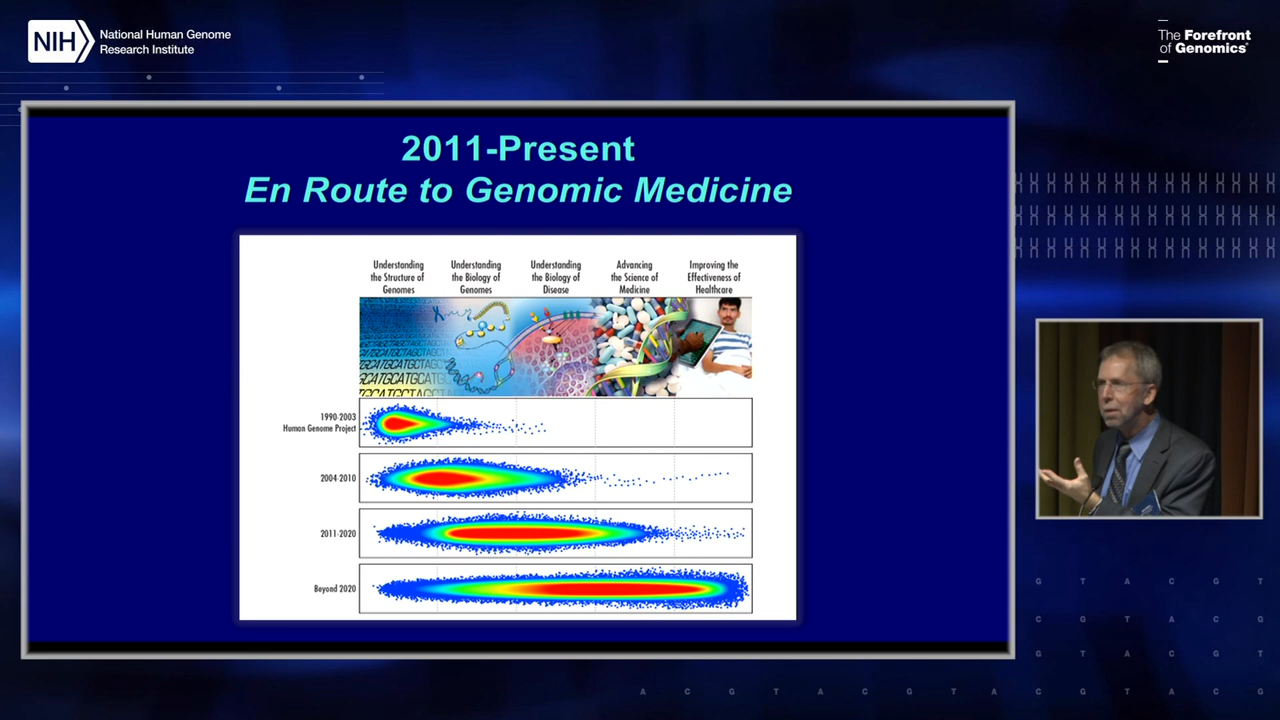 NIH
National Human Genome
Research Institute
The Forefront
of Genomics®
2011-Present
En Route to Genomic Medicine
Understanding
the Structure of
Genomes
Understanding
the Biology of
Genomes
Understanding
the Biology of
Disease
Advancing
the Science of
Medicine
Improving the
Effectiveness of
Healthcare
1990-2003
Human Genome Project
2004-2010
2011-2020
Beyond 2020
G T A C G T
C G T A C G
G T A C G T
A C G T A C G T A C G T A C G